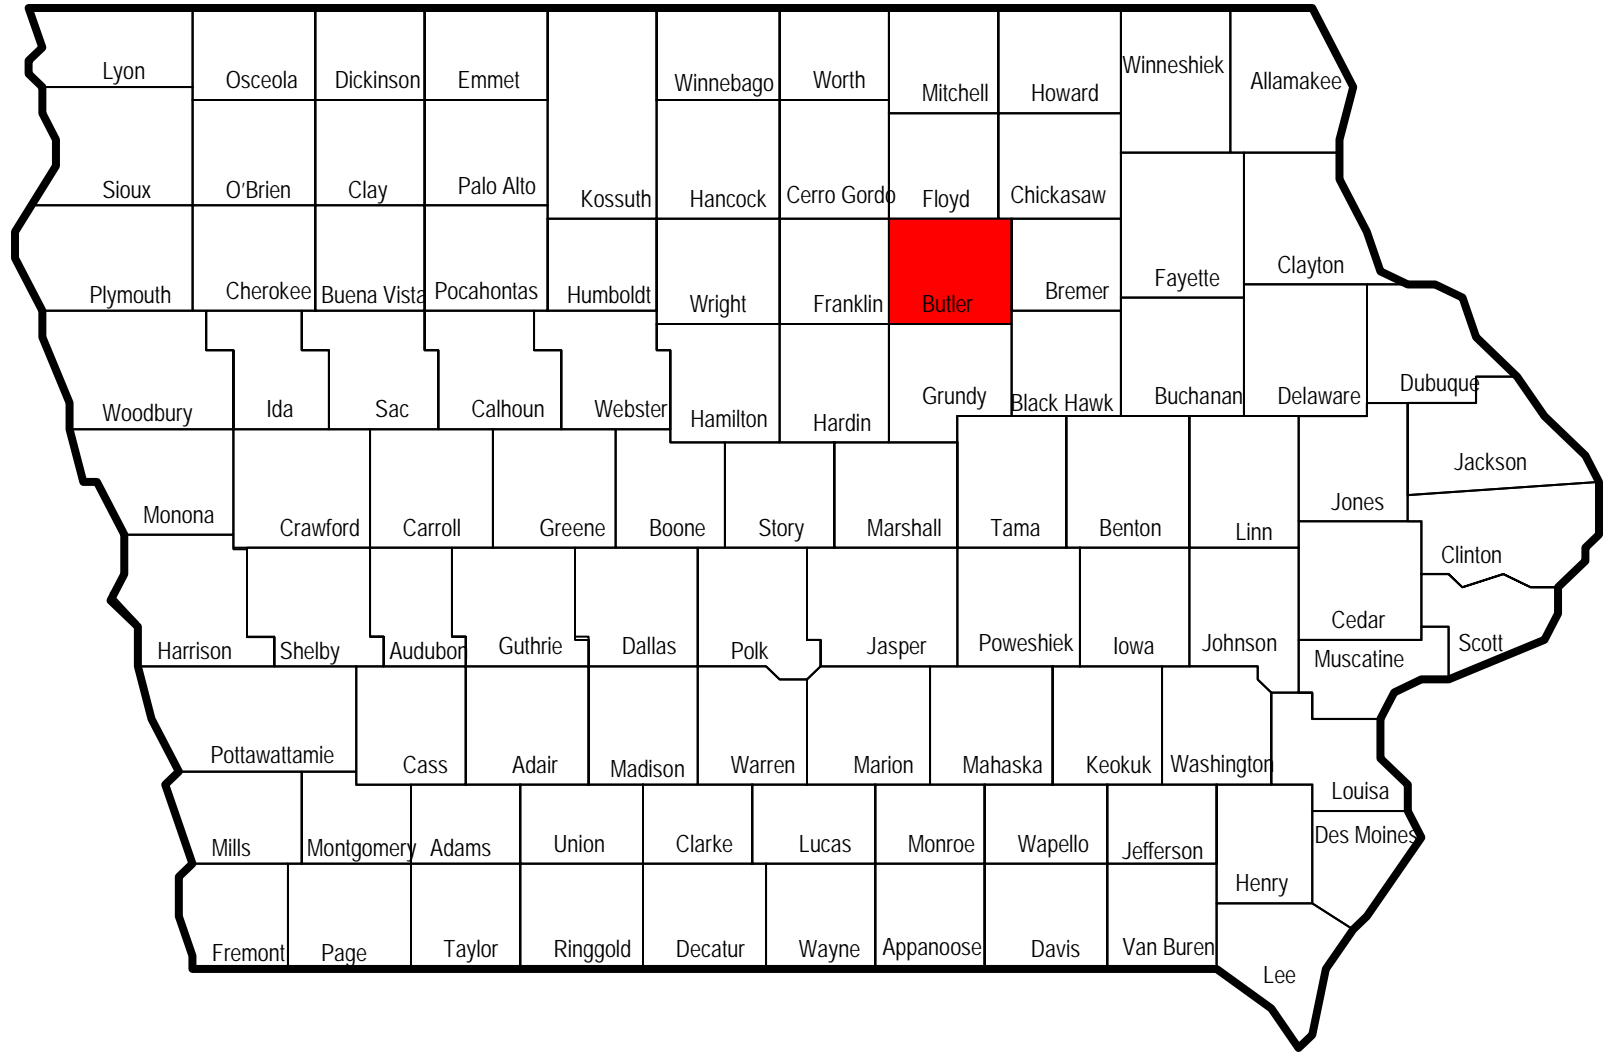 Lyon
Osceola
Dickinson
Emmet
Winnebago
Worth
Mitchell
Howard
Winneshiek
Allamakee
Sioux
O'Brien
Clay
Palo Alto
Kossuth
Hancock
Cerro Gordo
Floyd
Chickasaw
Plymouth
Cherokee
Buena Vista
Pocahontas
Humboldt
Wright
Franklin
Butler
Bremer
Fayette
Clayton
Woodbury
Ida
Sac
Calhoun
Webster
Hamilton
Hardin
Grundy
Black Hawk
Buchanan
Delaware
Dubuque
Monona
Crawford
Carroll
Greene
Boone
Story
Marshall
Tama
Benton
Linn
Jones
Jackson
Clinton
Harrison
Shelby
Audubon
Guthrie
Dallas
Polk
Jasper
Poweshiek
Iowa
Johnson
Cedar
Muscatine
Scott
Pottawattamie
Cass
Adair
Madison
Warren
Marion
Mahaska
Keokuk
Washington
Louisa
Mills
Montgomery
Adams
Union
Clarke
Lucas
Monroe
Wapello
Jefferson
Henry
Des Moines
Fremont
Page
Taylor
Ringgold
Decatur
Wayne
Appanoose
Davis
Van Buren
Lee